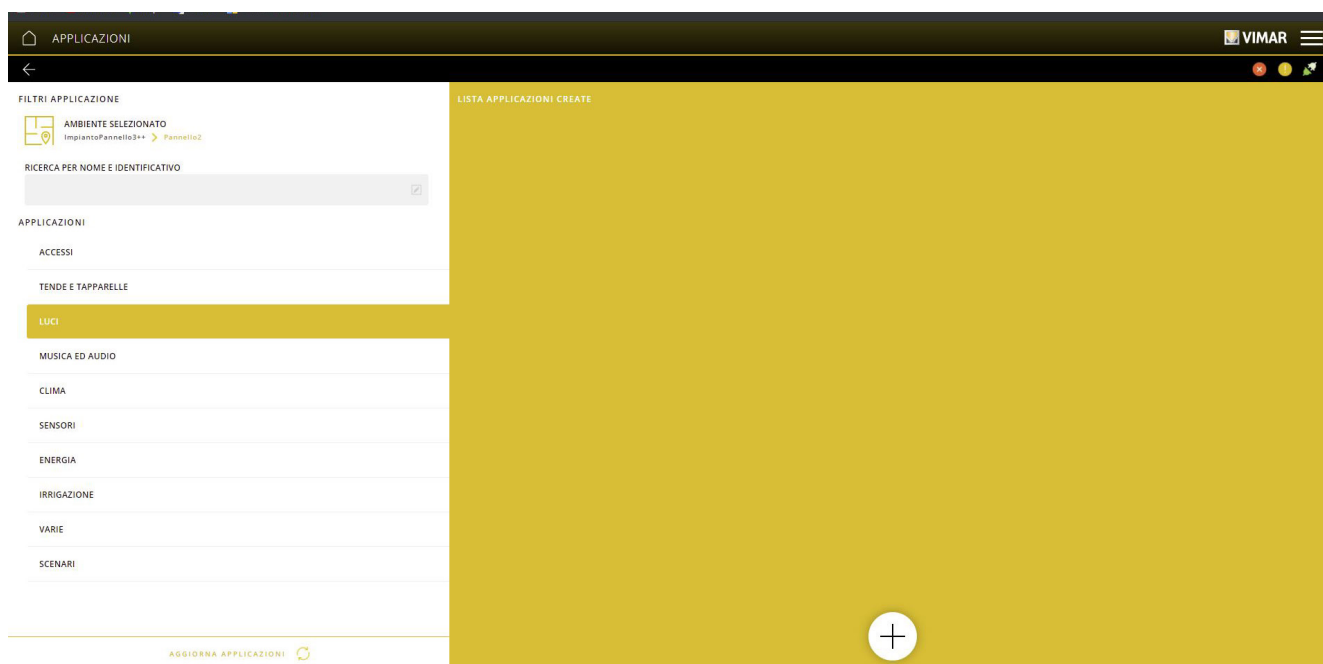 APPLICAZIONI
VIMAR
FILTRI APPLICAZIONE
AMBIENTE SELEZIONATO
ImpiantoPannello3++ > Pannello2
RICERCA PER NOME E IDENTIFICATIVO
APPLICAZIONI
ACCESSI
TENDE E TAPPARELLE
LUCI
MUSICA ED AUDIO
CLIMA
SENSORI
ENERGIA
IRRIGAZIONE
VARIE
SCENARI
AGGIORNA APPLICAZIONI
LISTA APPLICAZIONI CREATE